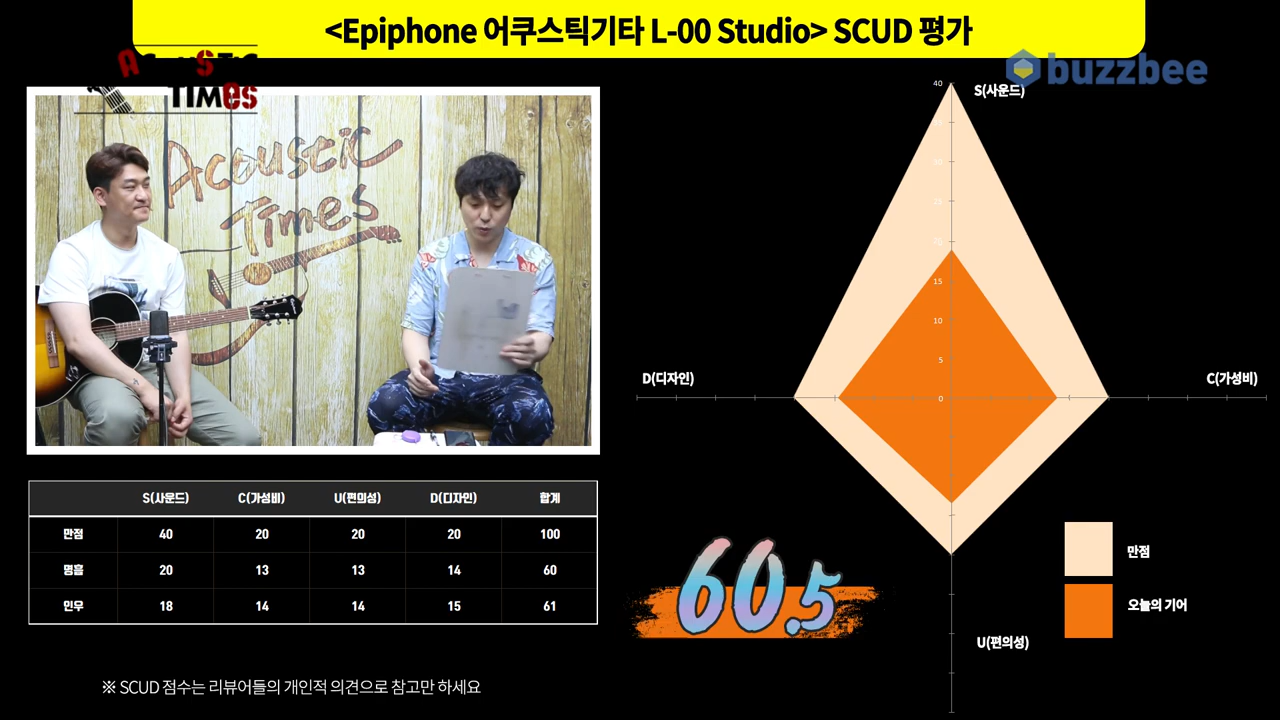 <Epiphone 어쿠스틱기타 L-00 Studio> SCUD 평가
Acoustic
Times
buzzbee
Acoustic
Times
S(사운드) C(가성비) U(편의성) D(디자인) 합계
만점 40 20 20 20 100
명흠 20 13 13 14 60
인우 18 14 14 15 61
※ SCUD 점수는 리뷰어들의 개인적 의견으로 참고만 하세요
40
S(사운드)
15
10
5
0
D(디자인)
C(가성비)
U(편의성)
60.5
만점
오늘의 기어